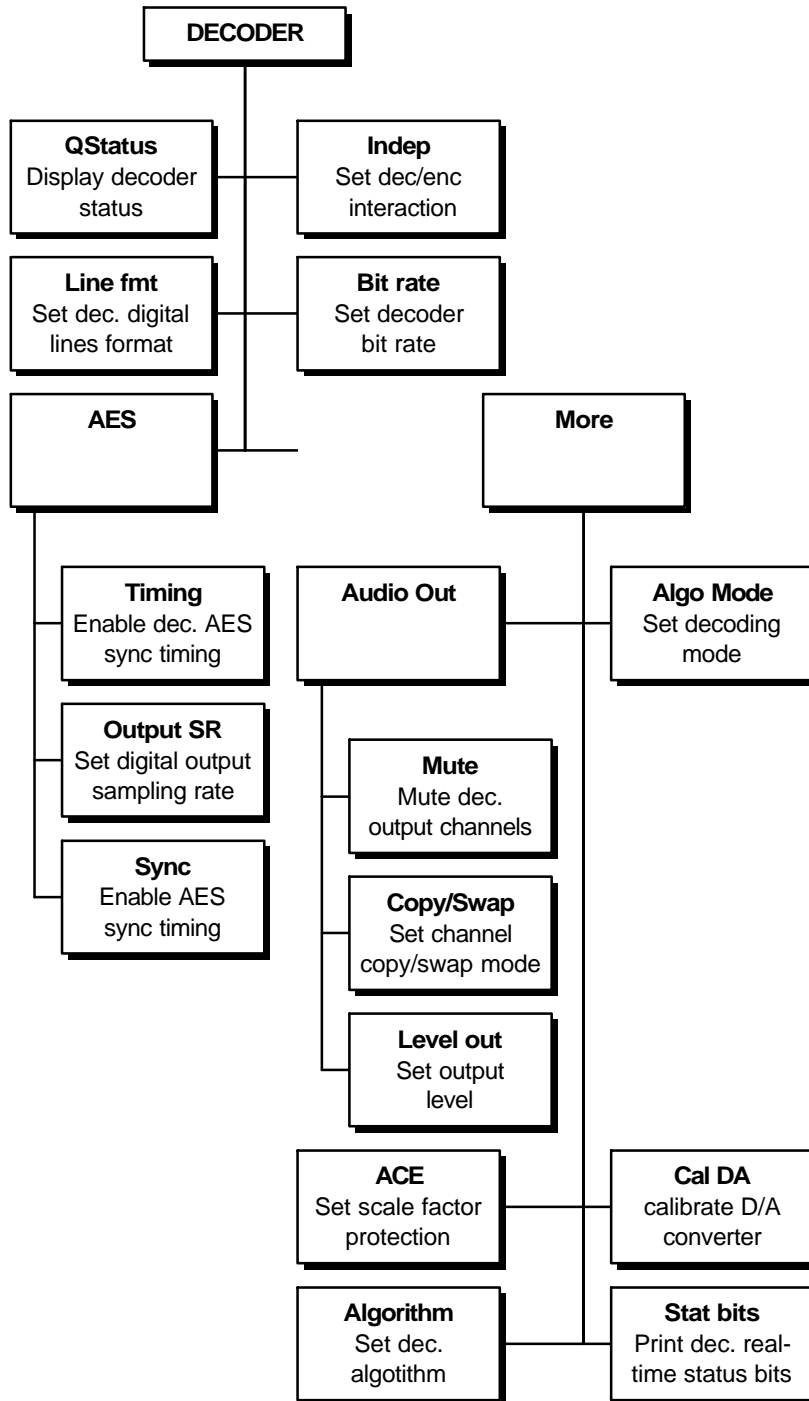 DECODER
QStatus
Display decoder
status
Indep
Set dec/enc
interaction
Line fmt
Set dec. digital
lines format
Bit rate
Set decoder
bit rate
AES
More
Timing
Enable dec. AES
sync timing
Audio Out
Algo Mode
Set decoding
mode
Output SR
Set digital output
sampling rate
Mute
Mute dec.
output channels
Sync
Enable AES
sync timing
Copy/Swap
Set channel
copy/swap mode
Level out
Set output
level
ACE
Set scale factor
protection
Cal DA
calibrate D/A
converter
Algorithm
Set dec.
algotithm
Stat bits
Print dec. real-
time status bits